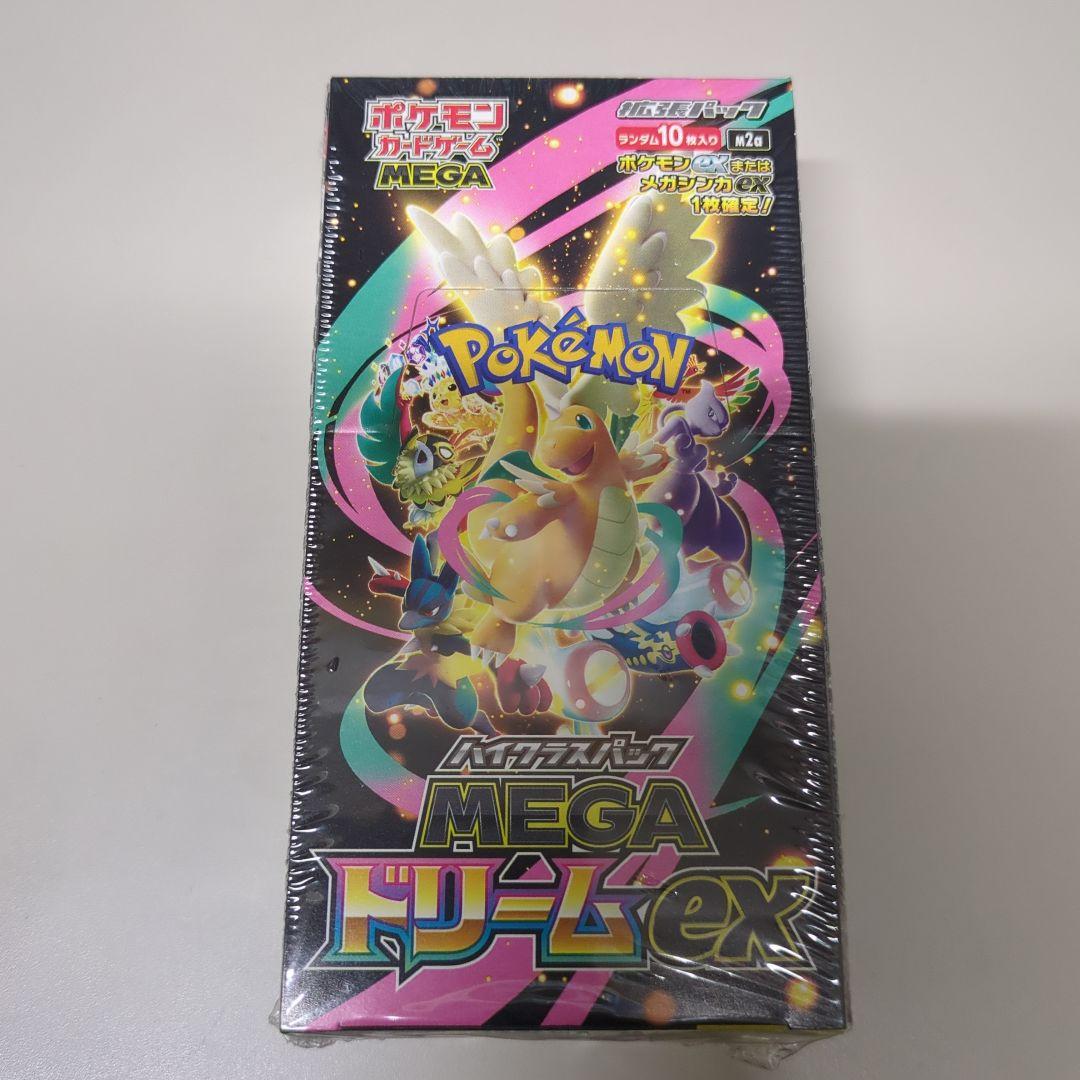 ポケモン
カードゲーム
MEGA
拡張パック
ランダム10枚入り M2a
ポケモンexまたは
メガシンカex
1枚確定!
POKéMON
TM
ハイクラスパック
MEGA
ドリームex